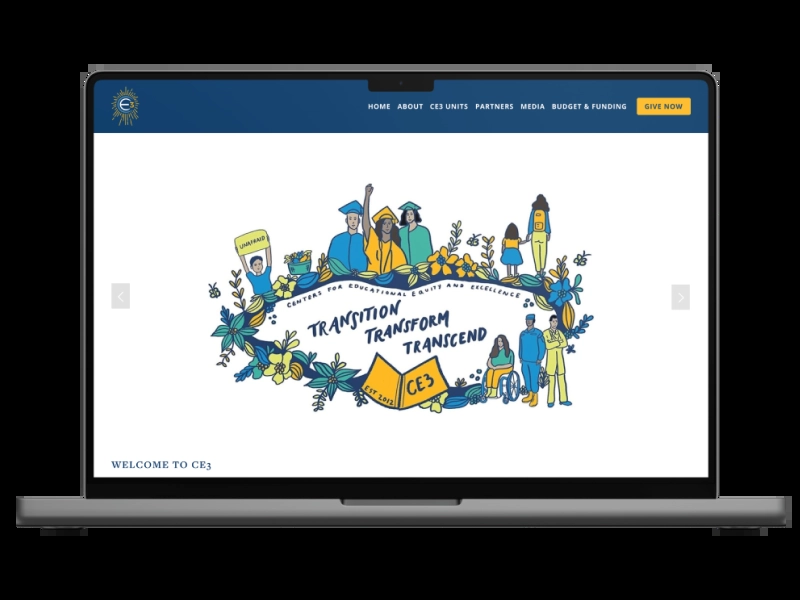 CE3
HOME ABOUT CE3 UNITS PARTNERS MEDIA BUDGET & FUNDING GIVE NOW
UNAFRAID
CENTERS FOR EDUCATIONAL EQUITY AND EXCELLENCE
TRANSITION
TRANSFORM
TRANSCEND
EST 2012 CE3
WELCOME TO CE3